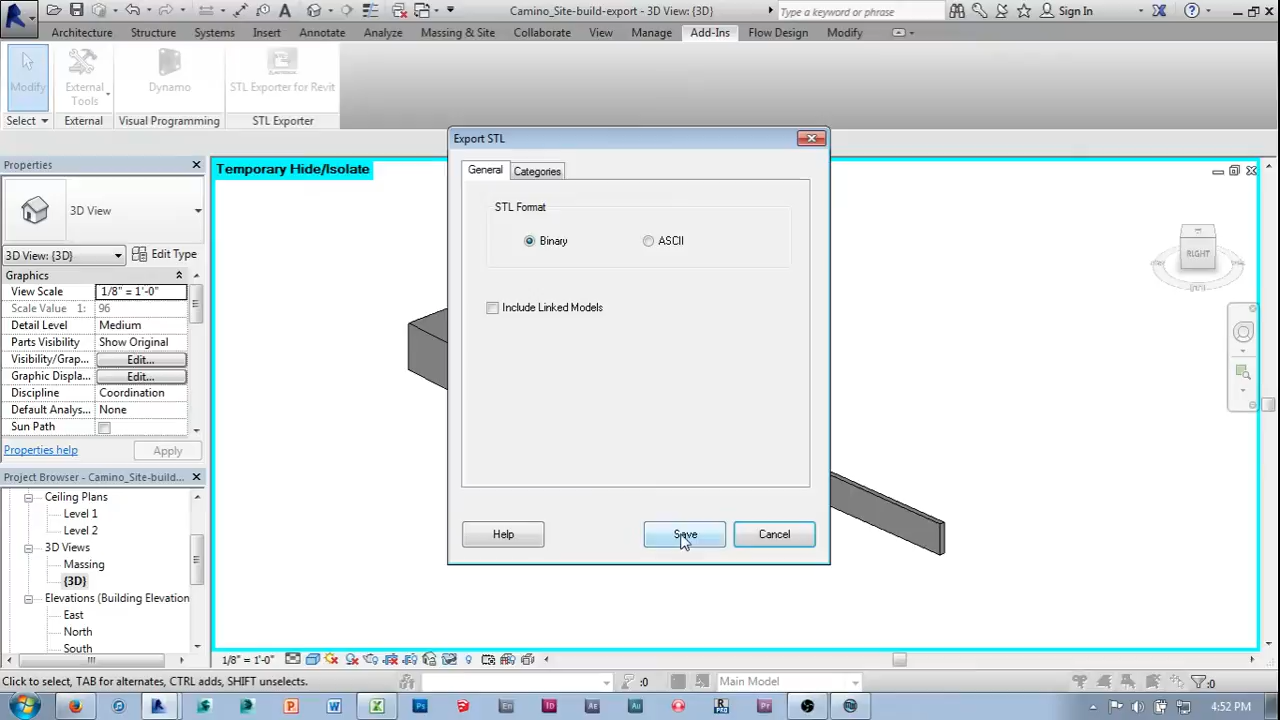 Camino_Site-build-export - 3D View: {3D}
Type a keyword or phrase
Sign In
Architecture Structure Systems Insert Annotate Analyze Massing & Site Collaborate View Manage Add-Ins Flow Design Modify
Modify
External Tools
Dynamo
STL Exporter for Revit
Select
External
Visual Programming
STL Exporter
Properties
3D View
3D View: {3D}
Edit Type
Graphics
View Scale 1/8" = 1'-0"
Scale Value 1: 96
Detail Level Medium
Parts Visibility Show Original
Visibility/Grap... Edit...
Graphic Displa... Edit...
Discipline Coordination
Default Analys... None
Sun Path
Properties help
Apply
Project Browser - Camino_Site-build...
Ceiling Plans
Level 1
Level 2
3D Views
Massing
{3D}
Elevations (Building Elevation
East
North
South
Temporary Hide/Isolate
RIGHT
Export STL
General
Categories
STL Format
Binary
ASCII
Include Linked Models
Help
Save
Cancel
1/8" = 1'-0"
Click to select, TAB for alternates, CTRL adds, SHIFT unselects.
:0
Main Model
:0
4:52 PM